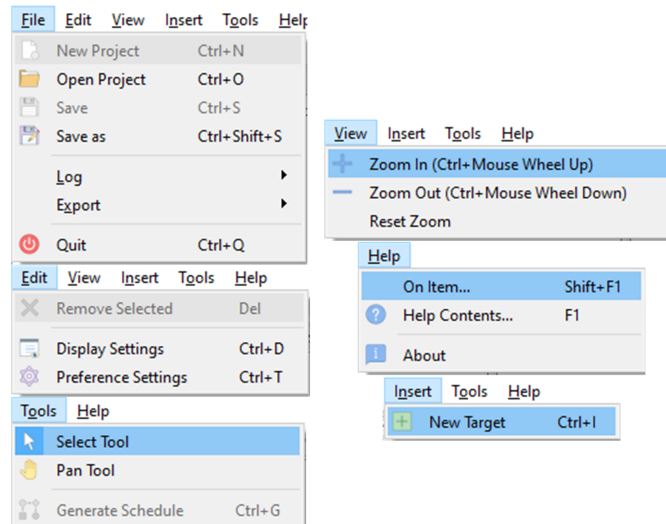 File Edit View Insert Tools Help
New Project Ctrl+N
Open Project Ctrl+O
Save Ctrl+S
Save as Ctrl+Shift+S
Log
Export
Quit Ctrl+Q
Edit View Insert Tools Help
Remove Selected Del
Display Settings Ctrl+D
Preference Settings Ctrl+T
Tools Help
Select Tool
Pan Tool
Generate Schedule Ctrl+G
View Insert Tools Help
Zoom In (Ctrl+Mouse Wheel Up)
Zoom Out (Ctrl+Mouse Wheel Down)
Reset Zoom
Help
On Item... Shift+F1
Help Contents... F1
About
Insert Tools Help
New Target Ctrl+I